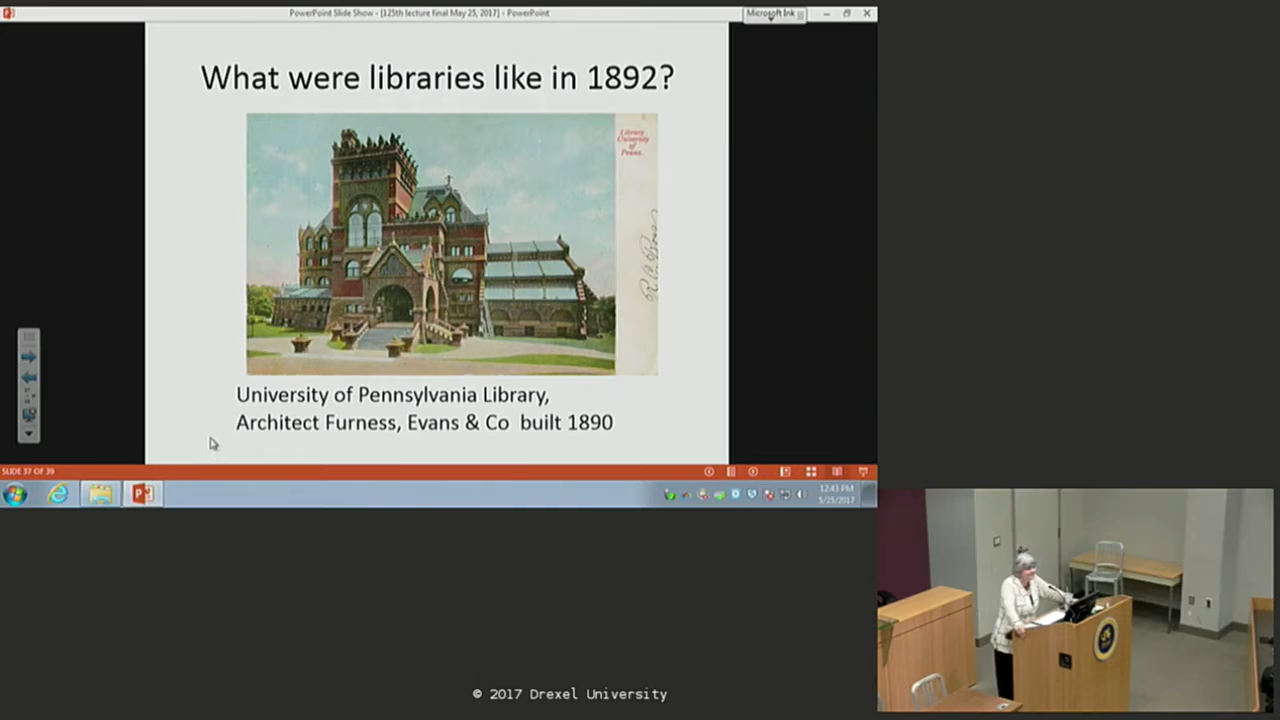 PowerPoint Slide Show - [125th lecture final May 25, 2017] - PowerPoint
Microsoft Ink
What were libraries like in 1892?
Library
University
of
Penna.
University of Pennsylvania Library,
Architect Furness, Evans & Co built 1890
SLIDE 37 OF 39
12:43 PM
5/25/2017
© 2017 Drexel University